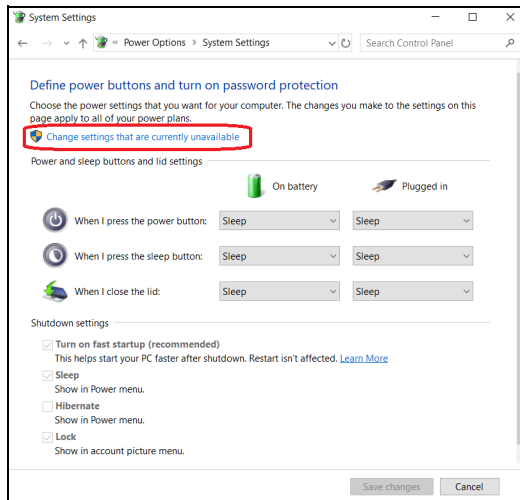 System Settings
« Power Options > System Settings
Search Control Panel
Define power buttons and turn on password protection
Choose the power settings that you want for your computer. The changes you make to the settings on this
page apply to all of your power plans.
Change settings that are currently unavailable
Power and sleep buttons and lid settings
On battery
Plugged in
When I press the power button: Sleep Sleep
When I press the sleep button: Sleep Sleep
When I close the lid: Sleep Sleep
Shutdown settings
Turn on fast startup (recommended)
This helps start your PC faster after shutdown. Restart isn't affected. Learn More
Sleep
Show in Power menu.
Hibernate
Show in Power menu.
Lock
Show in account picture menu.
Save changes Cancel